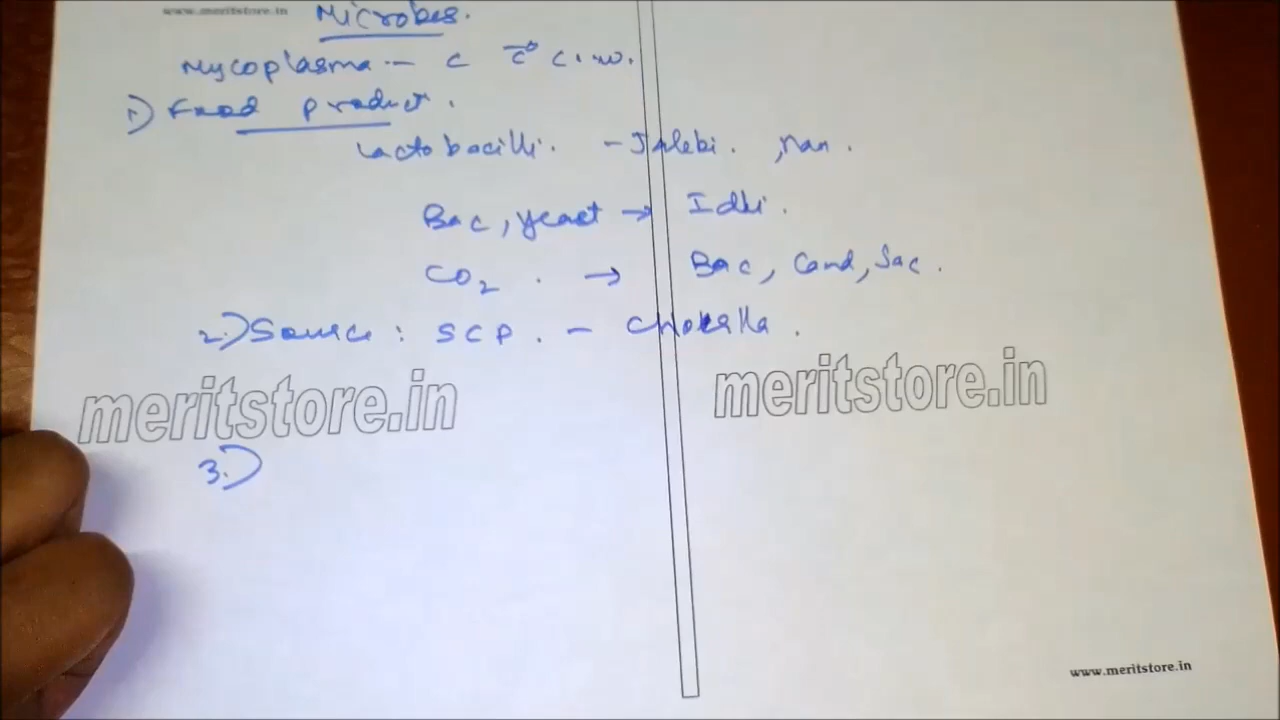 www.meritstore.in
Microbes.
Mycoplasma - c c̄° c.w.
1.) Food product.
Lactobacilli. - Jalebi. , nan.
Bac, yeast → Idli.
CO2. → Bac, Cand, Sac.
2.) Source: SCP. -
meritstore.in meritstore.in
3.)
www.meritstore.in